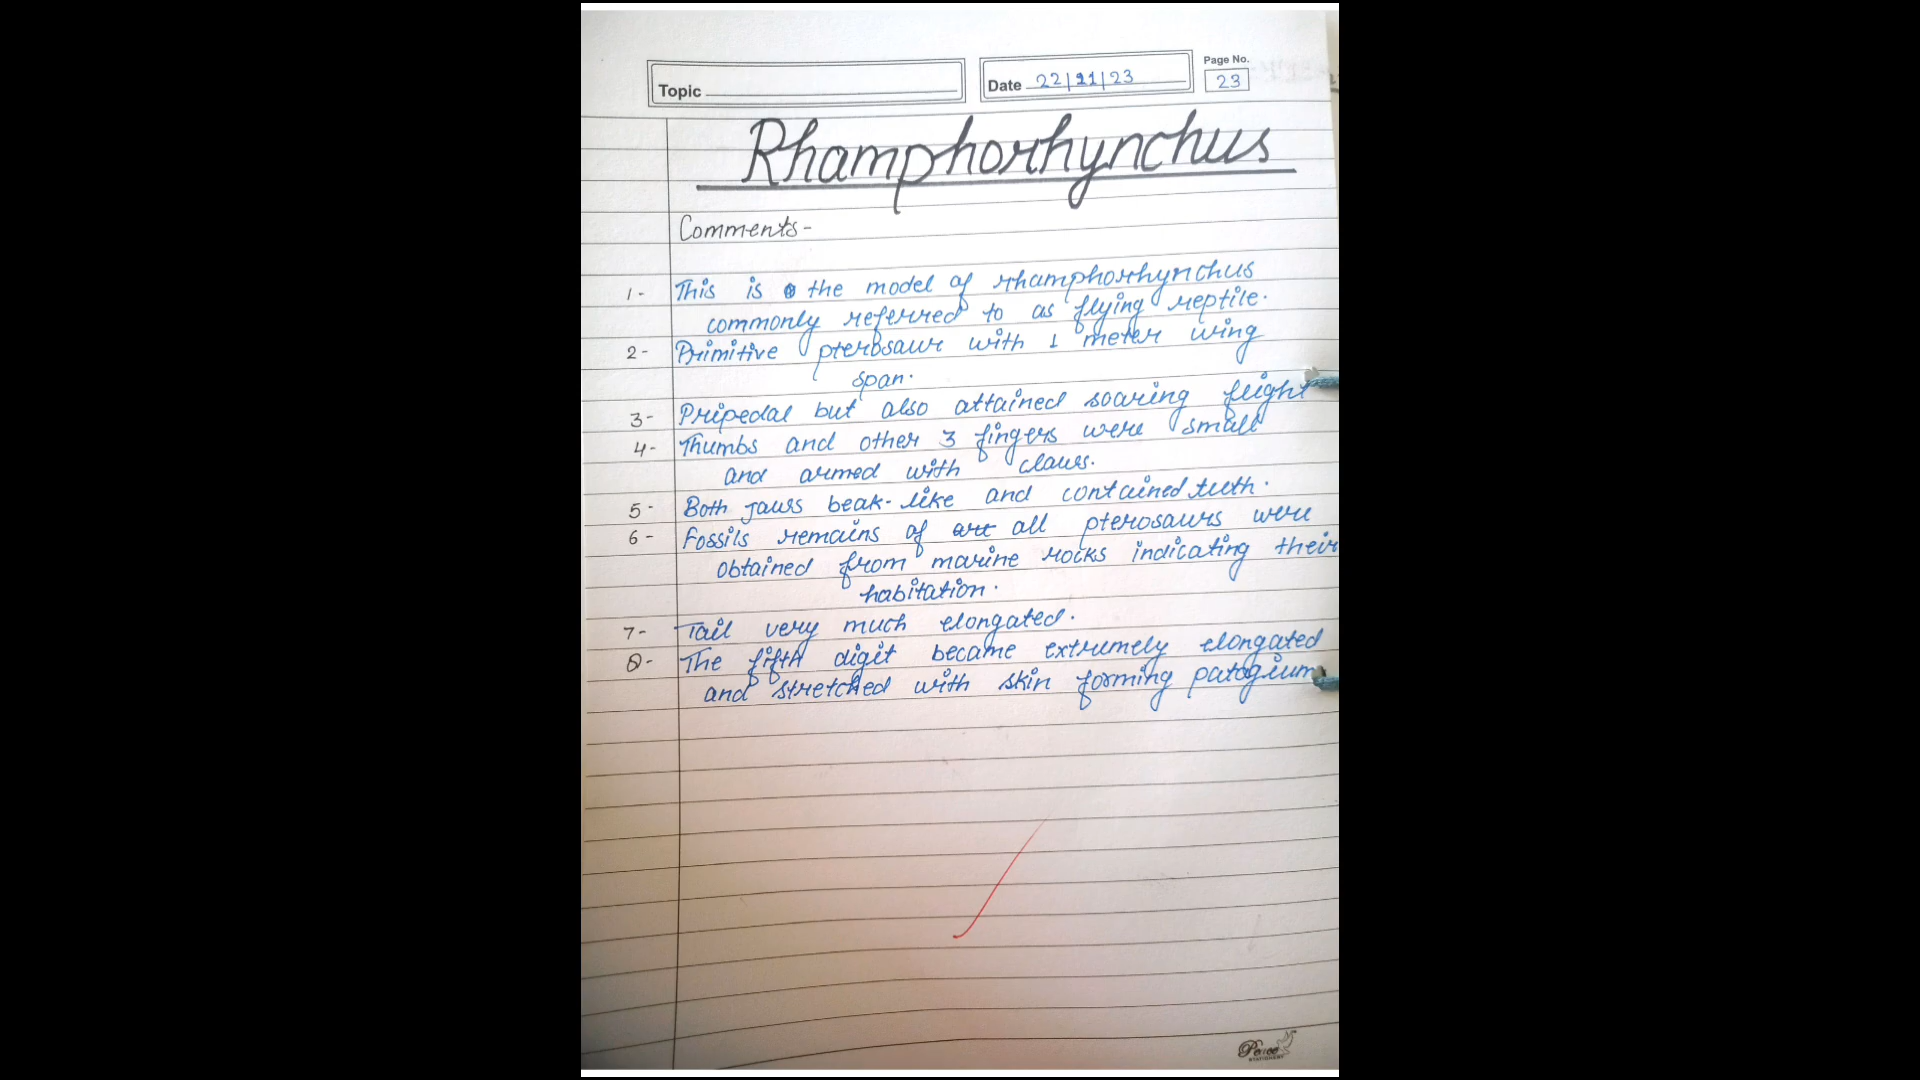 Topic
Date 22/11/23
Page No.
23
Rhamphorhynchus
Comments-
1- This is the model of rhamphorhynchus
commonly referred to as flying reptile.
2- Primitive pterosaur with 1 meter wing
span.
3- Pripedal but also attained soaring flight
4- Thumbs and other 3 fingers were small
and armed with claws.
5- Both jaws beak-like and contained teeth.
6- Fossils remains of all pterosaurs were
obtained from marine rocks indicating their
habitation.
7- Tail very much elongated.
8- The fifth digit became extremely elongated
and stretched with skin forming patogium
Peace
STATIONERY